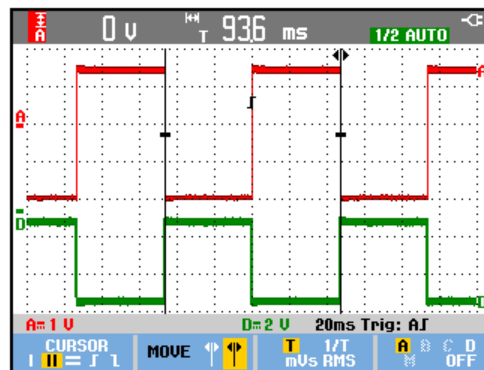 A 0 V T 93.6 ms 1/2 AUTO
A
A
D
A= 1 V D= 2 V 20ms Trig: A
CURSOR MOVE T 1/T A B C D
mVs RMS M OFF